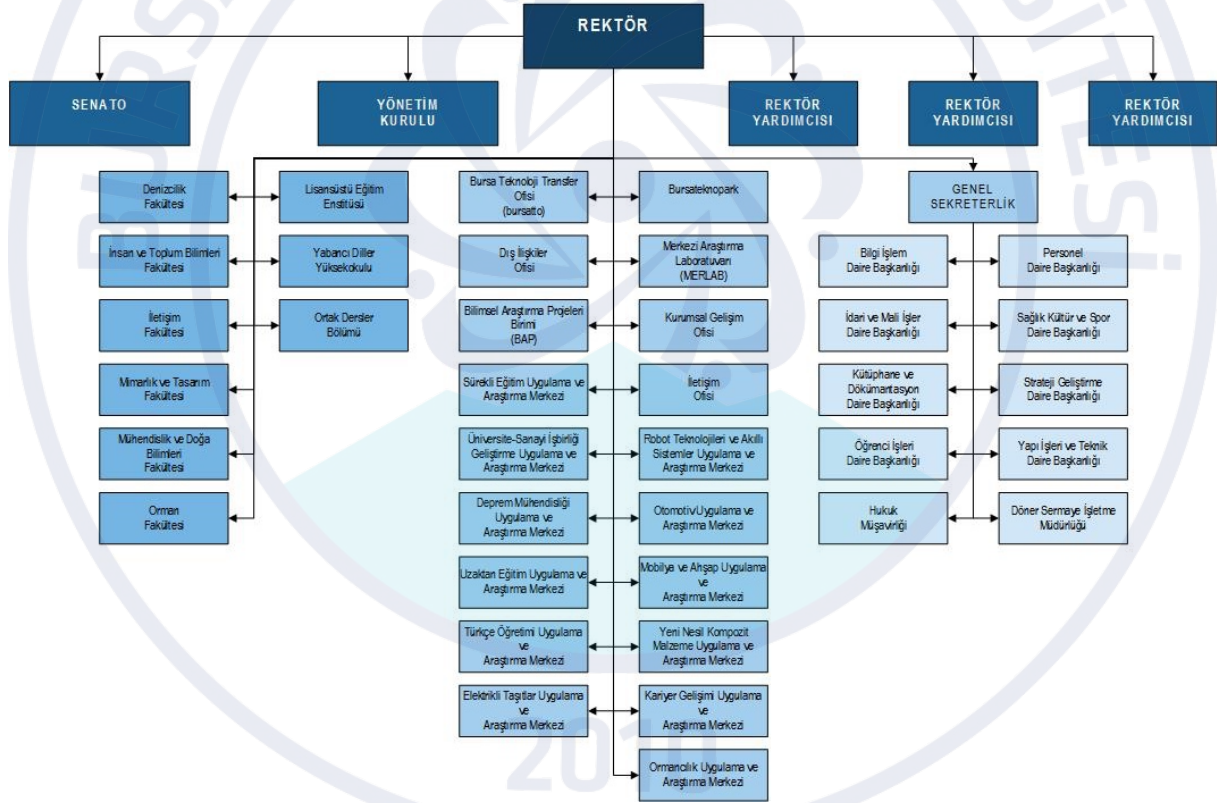 REKTÖR
SENATO
YÖNETİM
KURULU
REKTÖR
YARDIMCISI
REKTÖR
YARDIMCISI
REKTÖR
YARDIMCISI
Denizcilik
Fakültesi
Lisansüstü Eğitim
Enstitüsü
İnsan ve Toplum Bilimleri
Fakültesi
Yabancı Diller
Yüksekokulu
İletişim
Fakültesi
Ortak Dersler
Bölümü
Mimarlık ve Tasarım
Fakültesi
Mühendislik ve Doğa
Bilimleri
Fakültesi
Orman
Fakültesi
Bursa Teknoloji Transfer
Ofisi
(bursatto)
Bursateknopark
Dış İlişkiler
Ofisi
Merkezi Araştırma
Laboratuvarı
(MERLAB)
Bilimsel Araştırma Projeleri
Birimi
(BAP)
Kurumsal Gelişim
Ofisi
Sürekli Eğitim Uygulama ve
Araştırma Merkezi
İletişim
Ofisi
Üniversite-Sanayi İşbirliği
Geliştirme Uygulama ve
Araştırma Merkezi
Robot Teknolojileri ve Akıllı
Sistemler Uygulama ve
Araştırma Merkezi
Deprem Mühendisliği
Uygulama ve
Araştırma Merkezi
Otomotiv Uygulama ve
Araştırma Merkezi
Uzaktan Eğitim Uygulama ve
Araştırma Merkezi
Mobilya ve Ahşap Uygulama
ve
Araştırma Merkezi
Türkçe Öğretimi Uygulama
ve
Araştırma Merkezi
Yeni Nesil Kompozit
Malzeme Uygulama ve
Araştırma Merkezi
Elektrikli Taşıtlar Uygulama
ve
Araştırma Merkezi
Kariyer Gelişimi Uygulama
ve
Araştırma Merkezi
Ormancılık Uygulama ve
Araştırma Merkezi
GENEL
SEKRETERLİK
Bilgi İşlem
Daire Başkanlığı
Personel
Daire Başkanlığı
İdari ve Mali İşler
Daire Başkanlığı
Sağlık Kültür ve Spor
Daire Başkanlığı
Kütüphane ve
Dökümantasyon
Daire Başkanlığı
Strateji Geliştirme
Daire Başkanlığı
Öğrenci İşleri
Daire Başkanlığı
Yapı İşleri ve Teknik
Daire Başkanlığı
Hukuk
Müşavirliği
Döner Sermaye İşletme
Müdürlüğü
2010